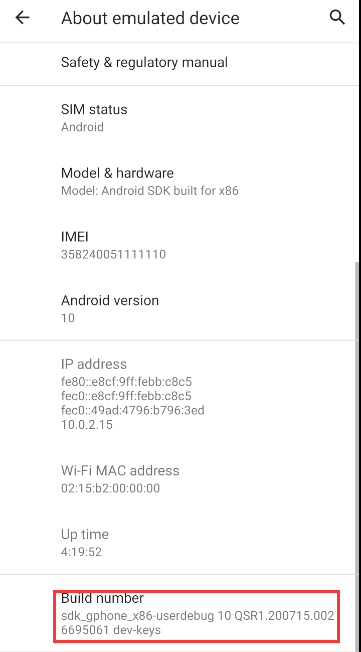 About emulated device
Safety & regulatory manual
SIM status
Android
Model & hardware
Model: Android SDK built for x86
IMEI
358240051111110
Android version
10
IP address
fe80::e8cf:9ff:febb:c8c5
fec0::e8cf:9ff:febb:c8c5
fec0::49ad:4796:b796:3ed
10.0.2.15
Wi-Fi MAC address
02:15:b2:00:00:00
Up time
4:19:52
Build number
sdk_gphone_x86-userdebug 10 QSR1.200715.002
6695061 dev-keys